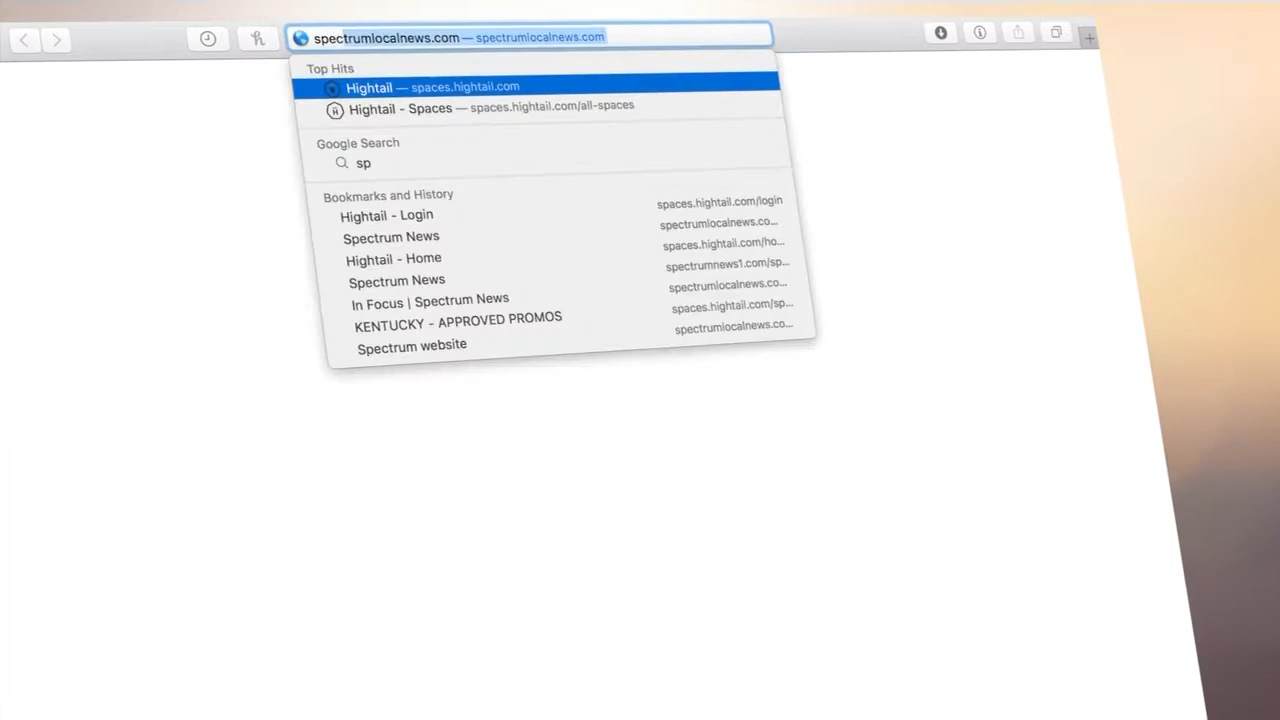 spectrumlocalnews.com — spectrumlocalnews.com
Top Hits
Hightail — spaces.hightail.com
Hightail - Spaces — spaces.hightail.com/all-spaces
Google Search
sp
Bookmarks and History
Hightail - Login spaces.hightail.com/login
Spectrum News spectrumlocalnews.co...
Hightail - Home spaces.hightail.com/ho...
Spectrum News spectrumnews1.com/sp...
In Focus | Spectrum News spectrumlocalnews.co...
KENTUCKY - APPROVED PROMOS spaces.hightail.com/sp...
Spectrum website spectrumlocalnews.co...